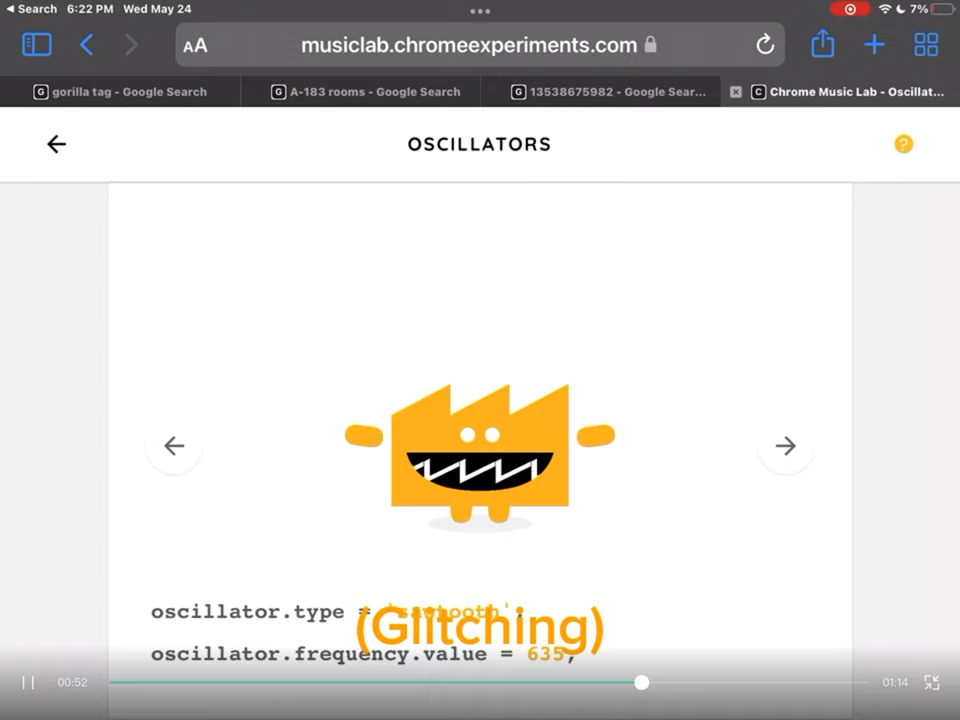 Search 6:22 PM Wed May 24 7%
AA musiclab.chromeexperiments.com
G gorilla tag - Google Search G A-183 rooms - Google Search G 13538675982 - Google Sear... C Chrome Music Lab - Oscillat...
OSCILLATORS ?
oscillator.type = 'sawtooth';
(Glitching)
oscillator.frequency.value = 635;
00:52 01:14